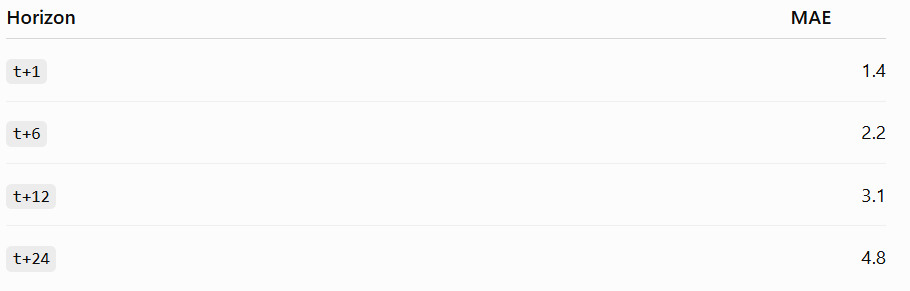 Horizon MAE
t+1 1.4
t+6 2.2
t+12 3.1
t+24 4.8